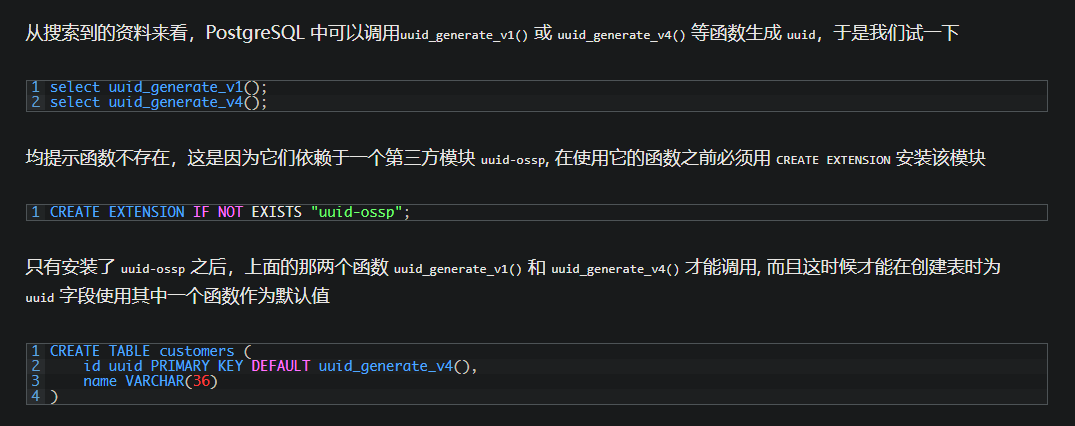 从搜索到的资料来看，PostgreSQL 中可以调用uuid_generate_v1() 或 uuid_generate_v4() 等函数生成 uuid，于是我们试一下
1 select uuid_generate_v1();
2 select uuid_generate_v4();
均提示函数不存在，这是因为它们依赖于一个第三方模块 uuid-ossp, 在使用它的函数之前必须用 CREATE EXTENSION 安装该模块
1 CREATE EXTENSION IF NOT EXISTS "uuid-ossp";
只有安装了 uuid-ossp 之后，上面的那两个函数 uuid_generate_v1() 和 uuid_generate_v4() 才能调用, 而且这时候才能在创建表时为
uuid 字段使用其中一个函数作为默认值
1 CREATE TABLE customers (
2     id uuid PRIMARY KEY DEFAULT uuid_generate_v4(),
3     name VARCHAR(36)
4 )